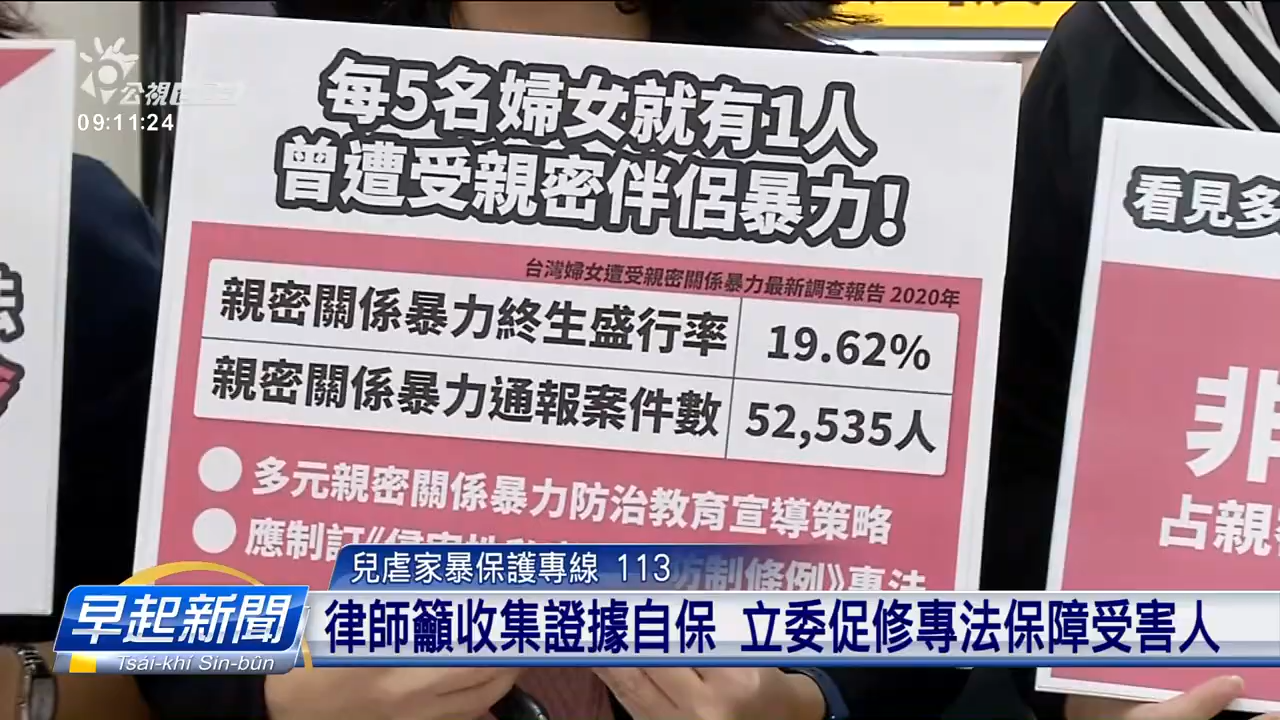 公視
09:11:24
每5名婦女就有1人
曾遭受親密伴侶暴力!
台灣婦女遭受親密關係暴力最新調查報告 2020年
親密關係暴力終生盛行率 19.62%
親密關係暴力通報案件數 52,535人
多元親密關係暴力防治教育宣導策略
應制訂《 防制條例》專法
看見多
非
占親
兒虐家暴保護專線 113
早起新聞
Tsái-khí Sin-bûn
律師籲收集證據自保 立委促修專法保障受害人